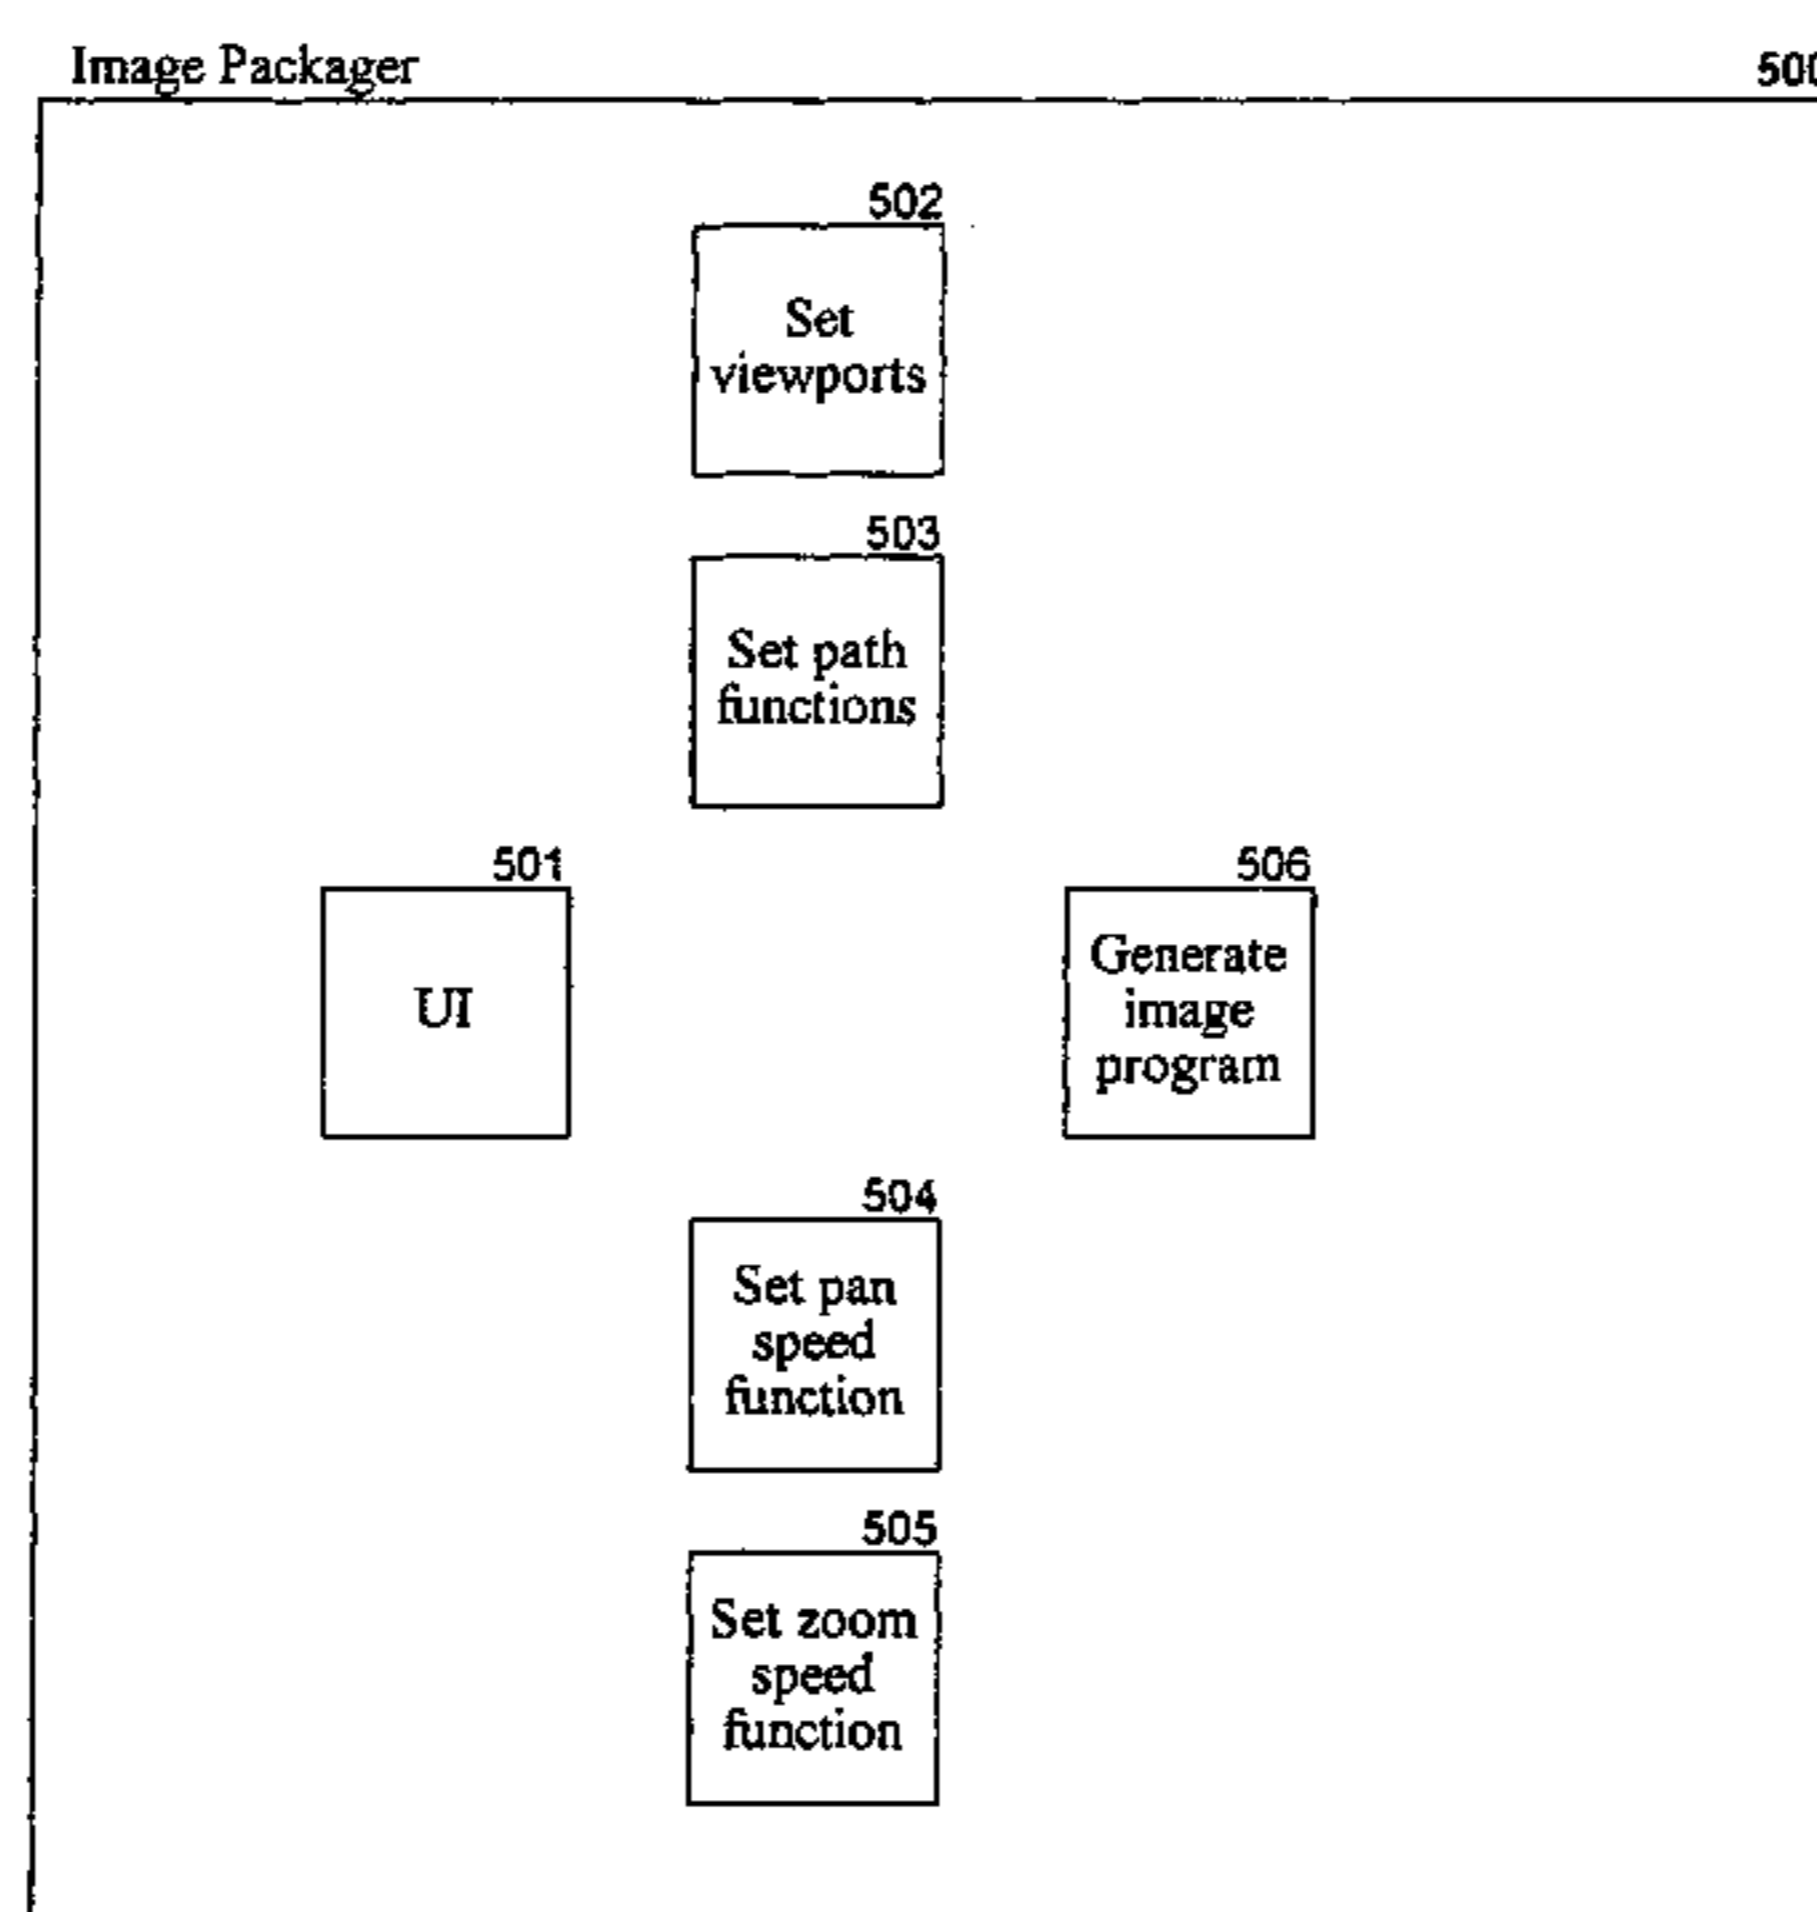 Image Packager
500
502
Set
viewports
503
Set path
functions
501
UI
506
Generate
image
program
504
Set pan
speed
function
505
Set zoom
speed
function